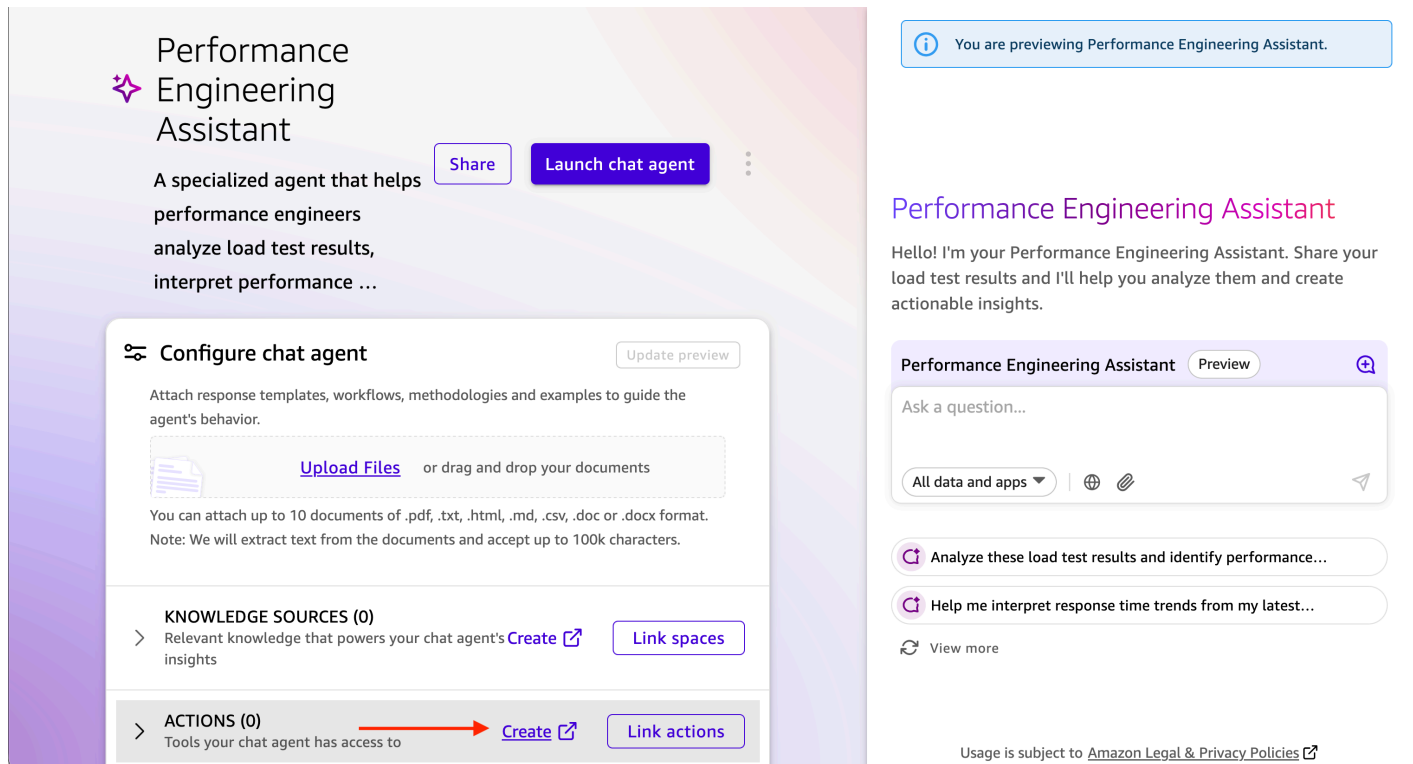 Performance
Engineering
Assistant
Share
Launch chat agent
A specialized agent that helps
performance engineers
analyze load test results,
interpret performance ...
Configure chat agent
Update preview
Attach response templates, workflows, methodologies and examples to guide the
agent's behavior.
Upload Files or drag and drop your documents
You can attach up to 10 documents of .pdf, .txt, .html, .md, .csv, .doc or .docx format.
Note: We will extract text from the documents and accept up to 100k characters.
KNOWLEDGE SOURCES (0)
Relevant knowledge that powers your chat agent's
insights
Create
Link spaces
ACTIONS (0)
Tools your chat agent has access to
Create
Link actions
You are previewing Performance Engineering Assistant.
Performance Engineering Assistant
Hello! I'm your Performance Engineering Assistant. Share your
load test results and I'll help you analyze them and create
actionable insights.
Performance Engineering Assistant Preview
Ask a question...
All data and apps
Analyze these load test results and identify performance...
Help me interpret response time trends from my latest...
View more
Usage is subject to Amazon Legal & Privacy Policies